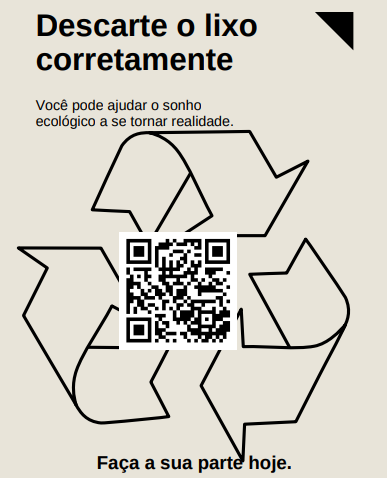 Descarte o lixo
corretamente
Você pode ajudar o sonho
ecológico a se tornar realidade.
Faça a sua parte hoje.